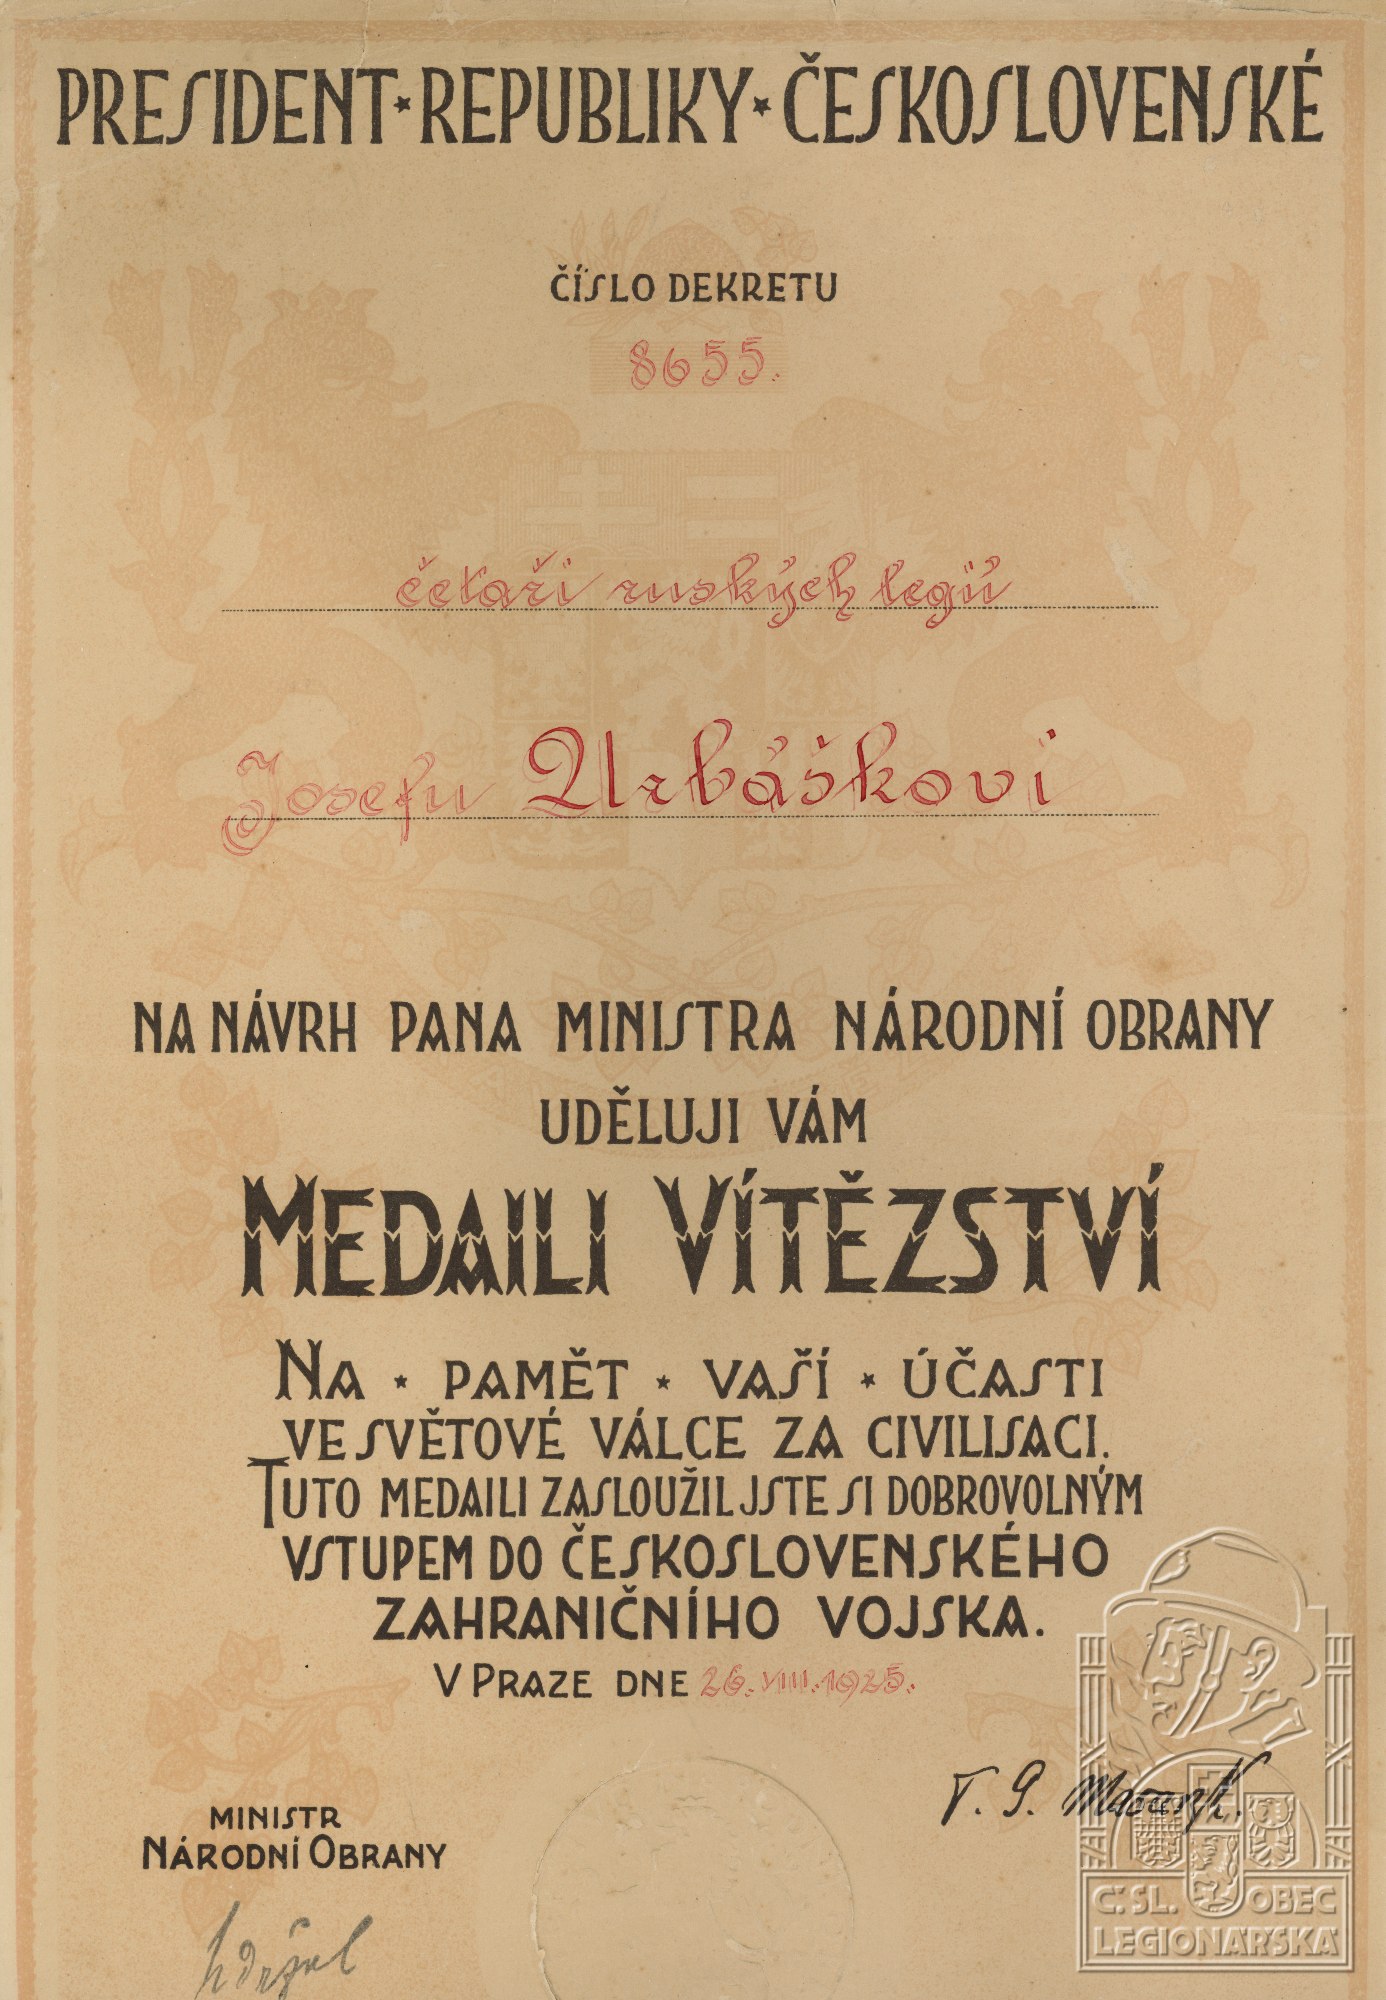 PRESIDENT * REPUBLIKY * ČESKOSLOVENSKÉ
ČÍSLO DEKRETU
8655.
četaři ruských legií
Josefu Urbáškovi
NA NÁVRH PANA MINISTRA NÁRODNÍ OBRANY
UDĚLUJI VÁM
MEDAILI VÍTĚZSTVÍ
NA * PAMĚT * VAŠÍ * ÚČASTI
VE SVĚTOVÉ VÁLCE ZA CIVILISACI.
TUTO MEDAILI ZASLOUŽIL JSTE SI DOBROVOLNÝM
VSTUPEM DO ČESKOSLOVENSKÉHO
ZAHRANIČNÍHO VOJSKA.
V PRAZE DNE 26. VIII. 1925.
T. G. Masaryk.
MINISTR
NÁRODNÍ OBRANY
Udržal
Č.SL. OBEC
LEGIONÁŘSKÁ